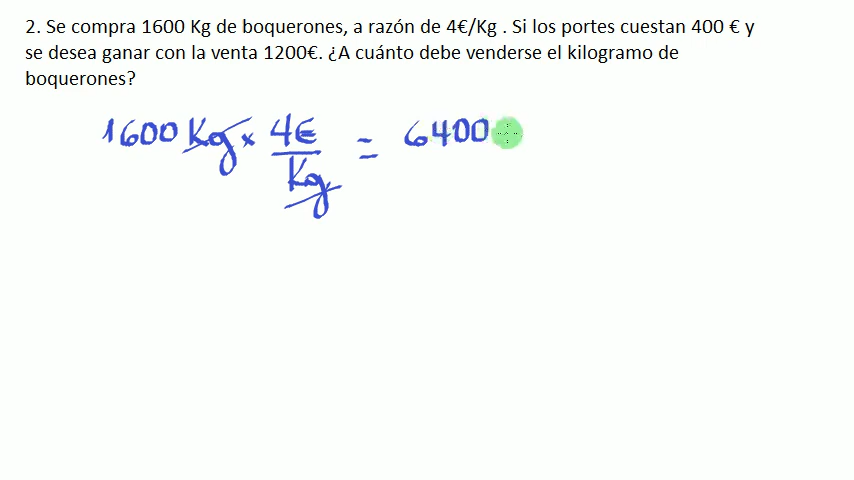 2. Se compra 1600 Kg de boquerones, a razón de 4€/Kg . Si los portes cuestan 400 € y
se desea ganar con la venta 1200€. ¿A cuánto debe venderse el kilogramo de
boquerones?
1600 Kg × 4€ = 6400
Kg